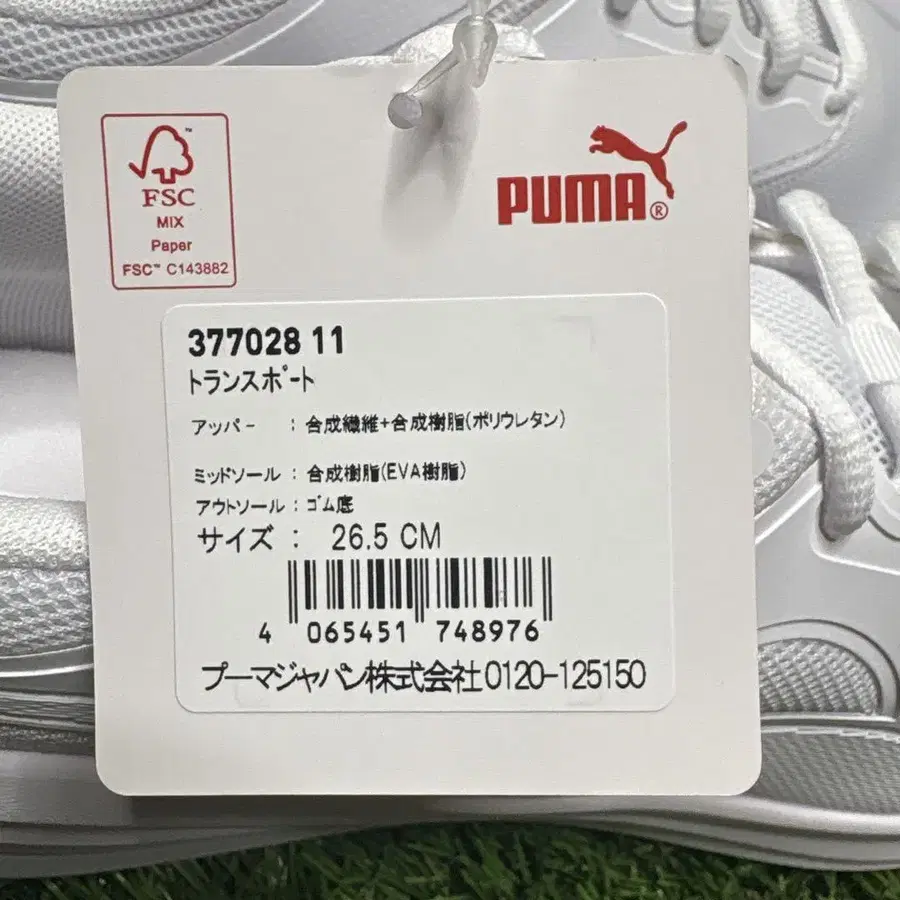 FSC
MIX
Paper
FSC™ C143882
PUMA®
377028 11
トランスポート
アッパー : 合成繊維+合成樹脂(ポリウレタン)
ミッドソール : 合成樹脂(EVA樹脂)
アウトソール : ゴム底
サイズ : 26.5 CM
4 065451 748976
プーマジャパン株式会社0120-125150